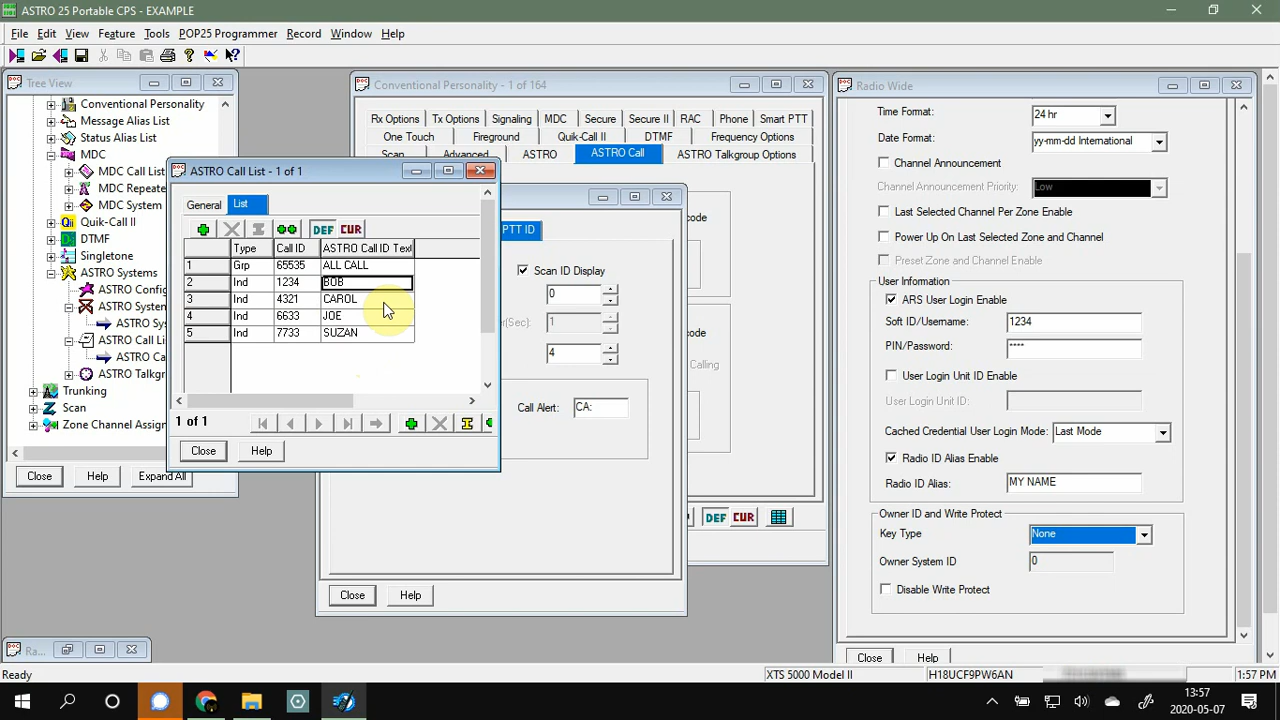 ASTRO 25 Portable CPS - EXAMPLE
File Edit View Feature Tools POP25 Programmer Record Window Help
Tree View
Conventional Personality
Message Alias List
Status Alias List
MDC
MDC Call List
MDC Repeate
MDC System
Quik-Call II
DTMF
Singletone
ASTRO Systems
ASTRO Config
ASTRO System
ASTRO Sy
ASTRO Call Li
ASTRO Ca
ASTRO Talkgr
Trunking
Scan
Zone Channel Assign
Close Help Expand All
Conventional Personality - 1 of 164
Rx Options Tx Options Signaling MDC Secure Secure II RAC Phone Smart PTT
One Touch Fireground Quik-Call II DTMF Frequency Options
Scan Advanced ASTRO ASTRO Call ASTRO Talkgroup Options
code
code
Calling
DEF CUR
PTT ID
Scan ID Display
0
r(Sec): 1
4
Call Alert: CA:
Close Help
ASTRO Call List - 1 of 1
General List
DEF CUR
Type Call ID ASTRO Call ID Text
1 Grp 65535 ALL CALL
2 Ind 1234 BOB
3 Ind 4321 CAROL
4 Ind 6633 JOE
5 Ind 7733 SUZAN
1 of 1
Close Help
Radio Wide
Time Format: 24 hr
Date Format: yy-mm-dd International
Channel Announcement
Channel Announcement Priority: Low
Last Selected Channel Per Zone Enable
Power Up On Last Selected Zone and Channel
Preset Zone and Channel Enable
User Information
ARS User Login Enable
Soft ID/Username: 1234
PIN/Password: ****
User Login Unit ID Enable
User Login Unit ID:
Cached Credential User Login Mode: Last Mode
Radio ID Alias Enable
Radio ID Alias: MY NAME
Owner ID and Write Protect
Key Type None
Owner System ID 0
Disable Write Protect
Close Help
Ra...
Ready XTS 5000 Model II H18UCF9PW6AN 1:57 PM
13:57
2020-05-07